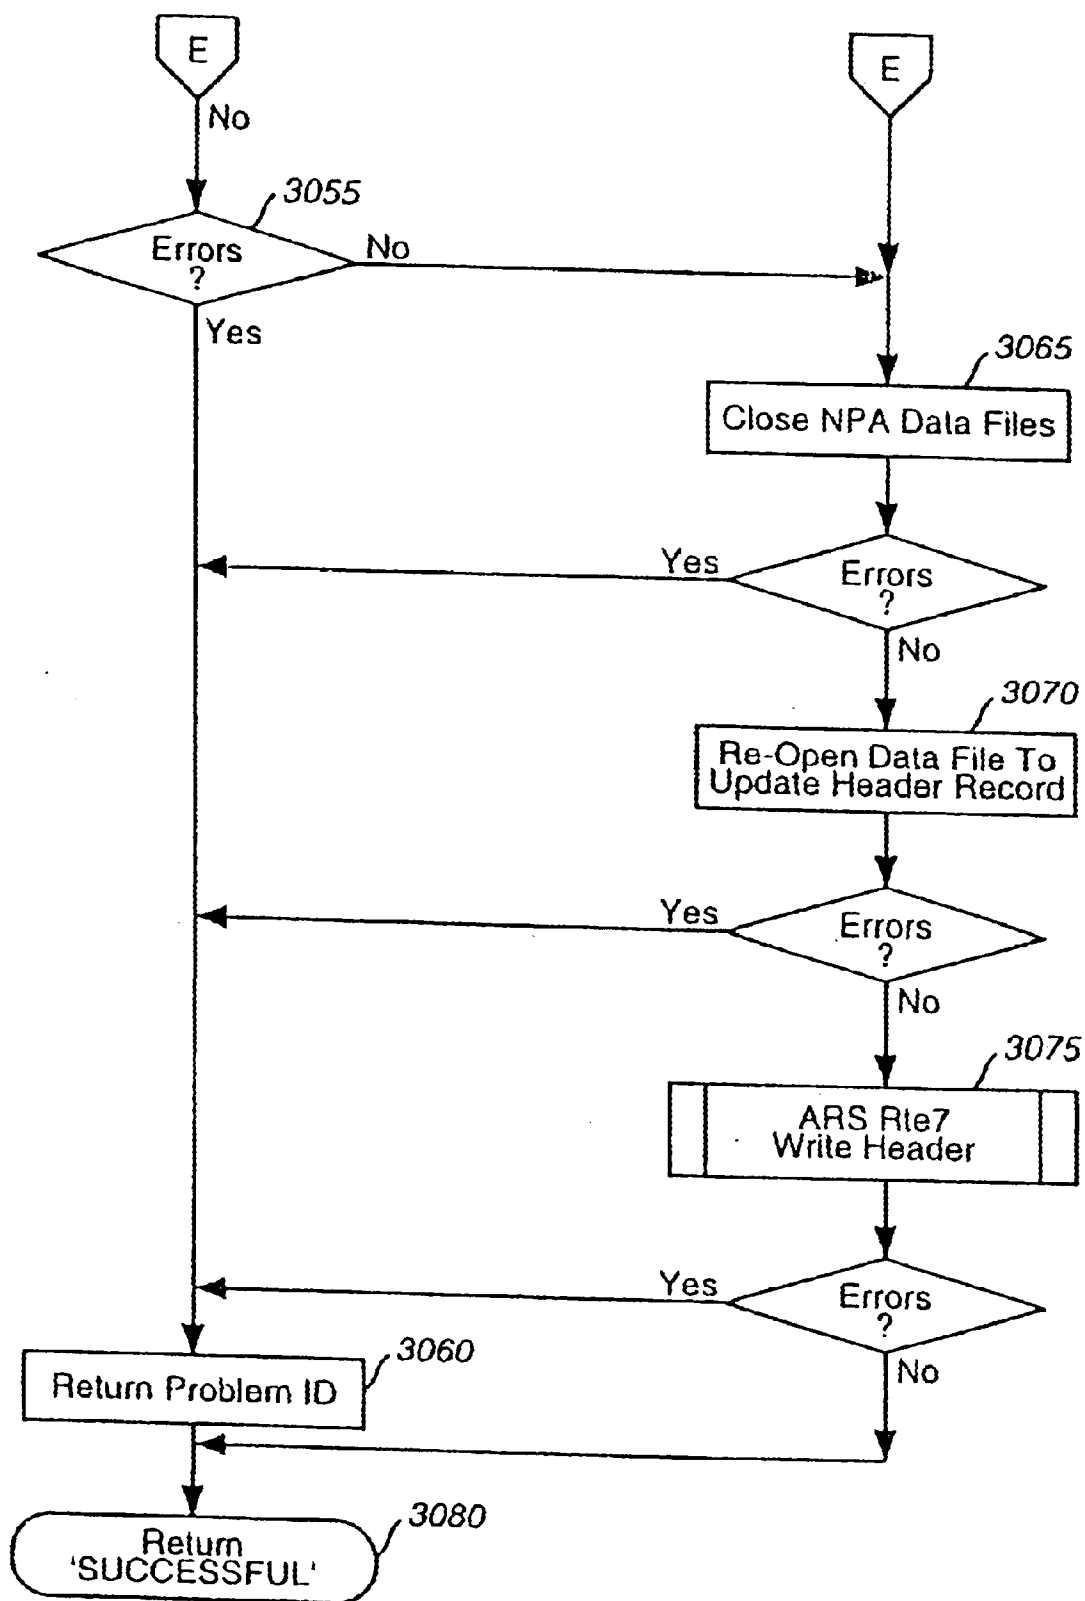 E
E
No
3055
Errors
?
No
Yes
3065
Close NPA Data Files
Yes
Errors
?
No
3070
Re-Open Data File To
Update Header Record
Yes
Errors
?
No
3075
ARS Rte7
Write Header
Yes
Errors
?
No
3060
Return Problem ID
3080
Return
'SUCCESSFUL'